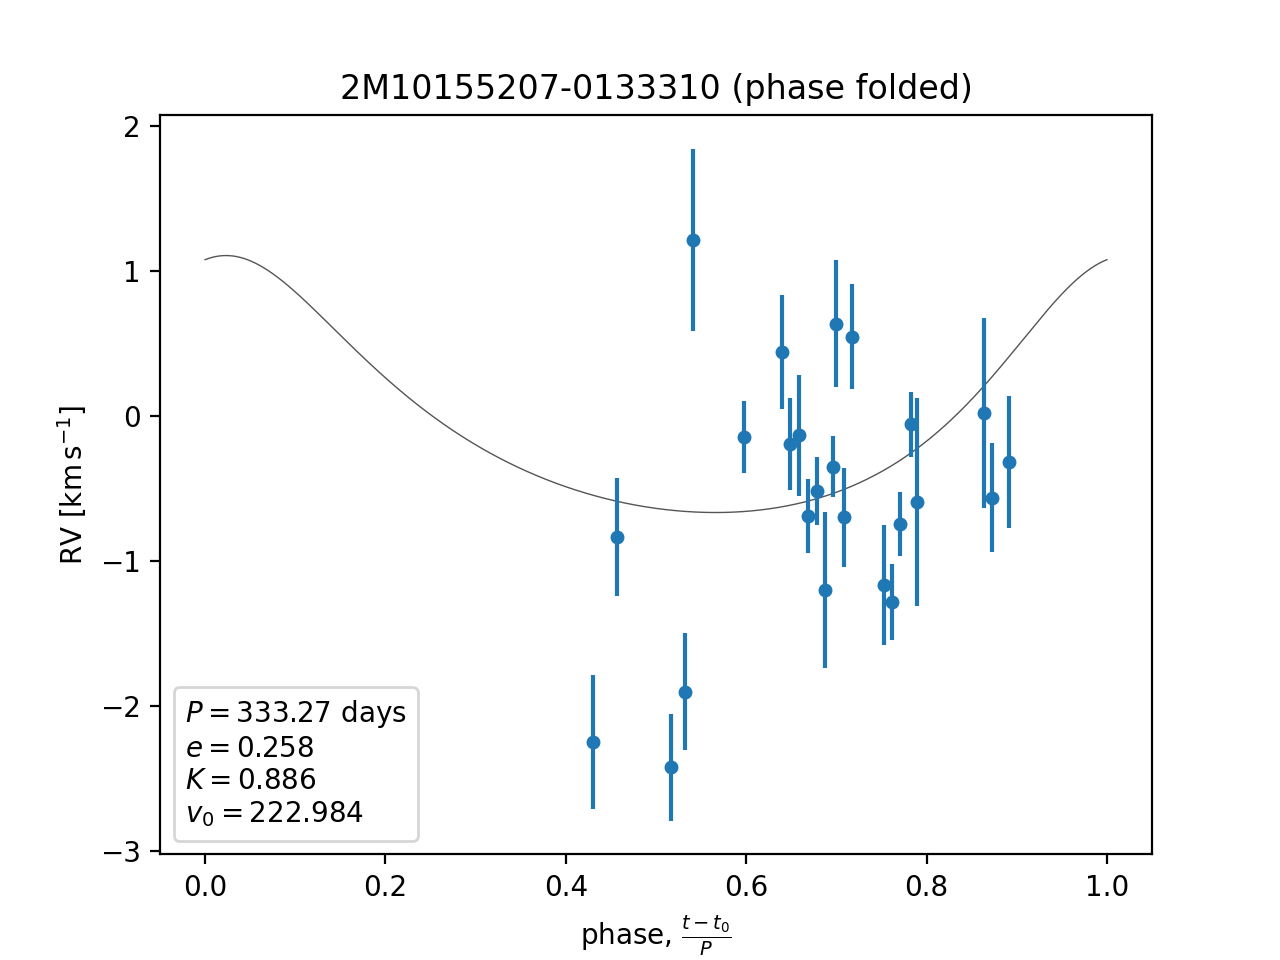 2M10155207-0133310 (phase folded)
2
1
0
−1
−2
−3
RV [km s⁻¹]
P = 333.27 days
e = 0.258
K = 0.886
v₀ = 222.984
0.0 0.2 0.4 0.6 0.8 1.0
phase, (t − t₀)/P